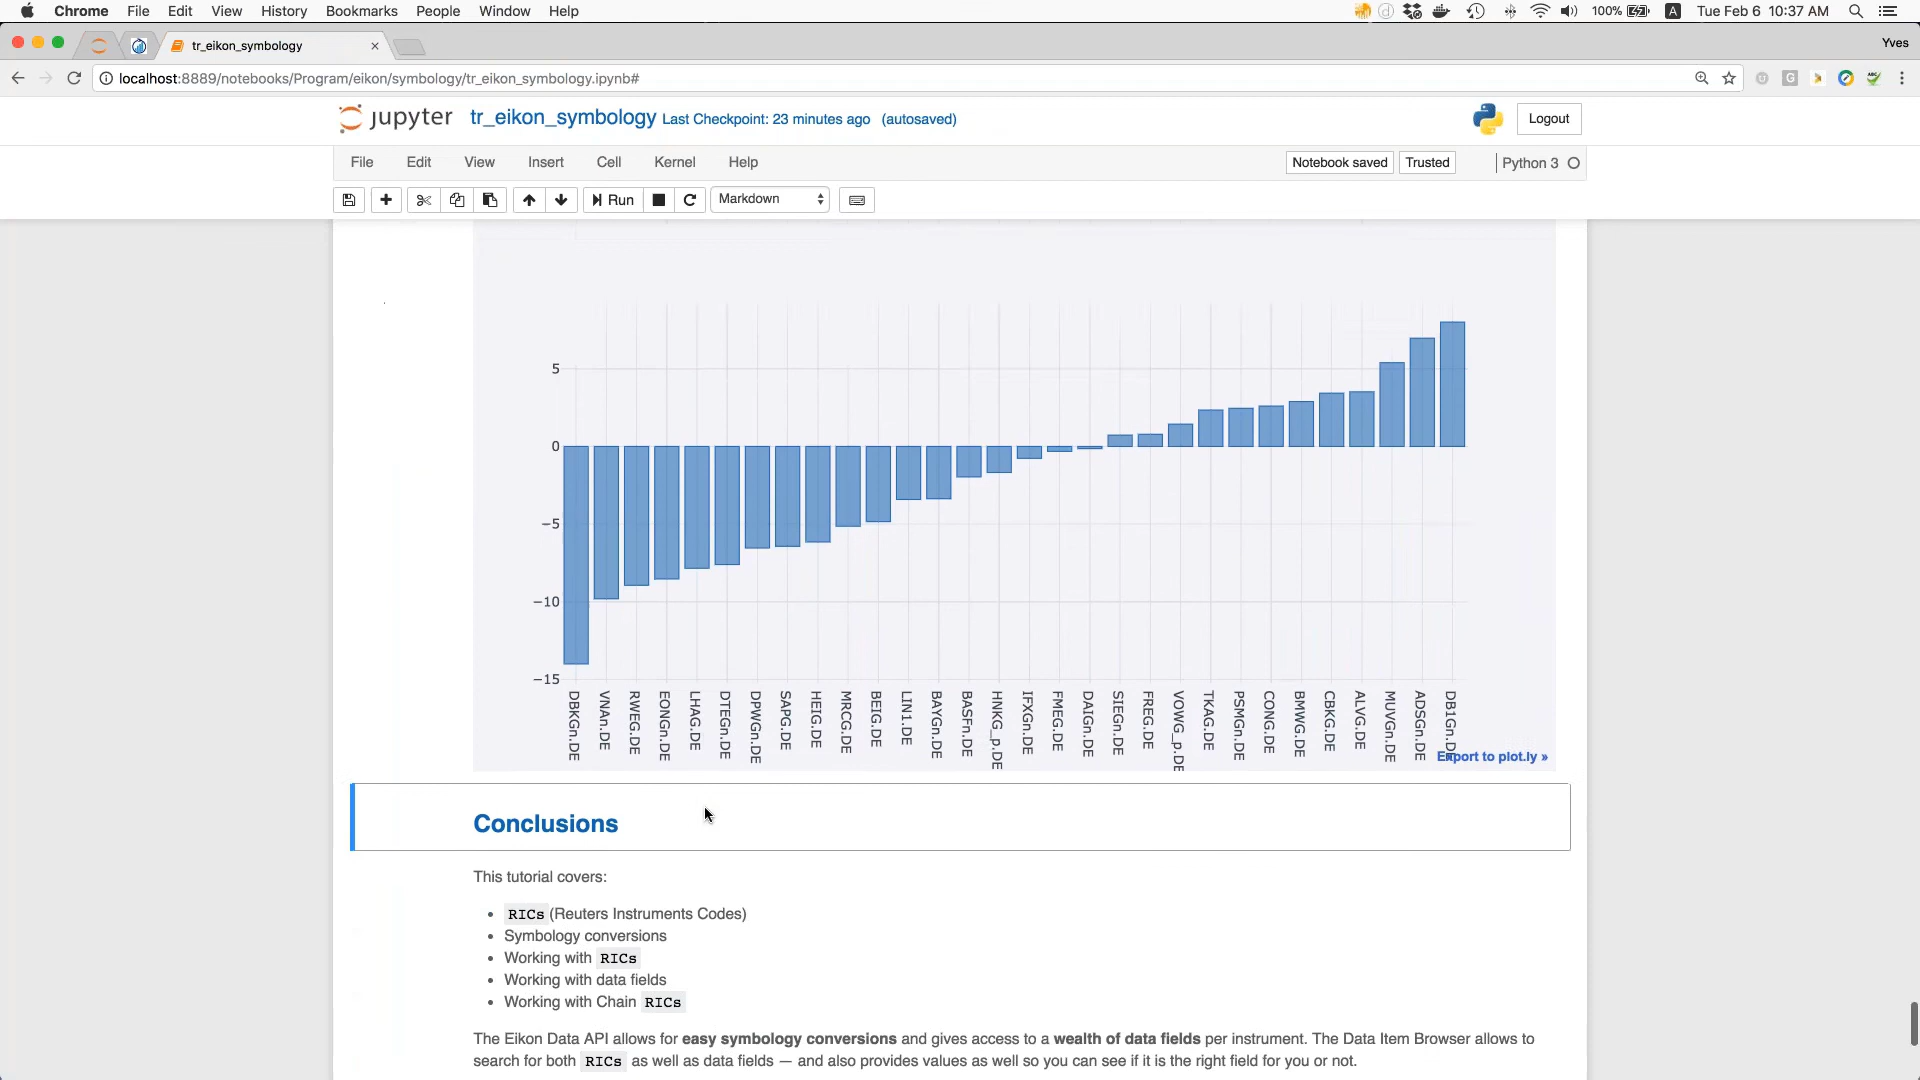 Chrome File Edit View History Bookmarks People Window Help 100% A Tue Feb 6 10:37 AM
tr_eikon_symbology Yves
localhost:8889/notebooks/Program/eikon/symbology/tr_eikon_symbology.ipynb#
jupyter tr_eikon_symbology Last Checkpoint: 23 minutes ago (autosaved) Logout
File Edit View Insert Cell Kernel Help Notebook saved Trusted Python 3
Run Markdown
5
0
−5
−10
−15
DBKGn.DE
VNAn.DE
RWEG.DE
EONGn.DE
LHAG.DE
DTEGn.DE
DPWGn.DE
SAPG.DE
HEIG.DE
MRCG.DE
BEIG.DE
LIN1.DE
BAYGn.DE
BASFn.DE
HNKG_p.DE
IFXGn.DE
FMEG.DE
DAIGn.DE
SIEGn.DE
FREG.DE
VOWG_p.DE
TKAG.DE
PSMGn.DE
CONG.DE
BMWG.DE
CBKG.DE
ALVG.DE
MUVGn.DE
ADSGn.DE
DB1Gn.DE
Export to plot.ly »
Conclusions
This tutorial covers:
• RICs (Reuters Instruments Codes)
• Symbology conversions
• Working with RICs
• Working with data fields
• Working with Chain RICs
The Eikon Data API allows for easy symbology conversions and gives access to a wealth of data fields per instrument. The Data Item Browser allows to
search for both RICs as well as data fields — and also provides values as well so you can see if it is the right field for you or not.